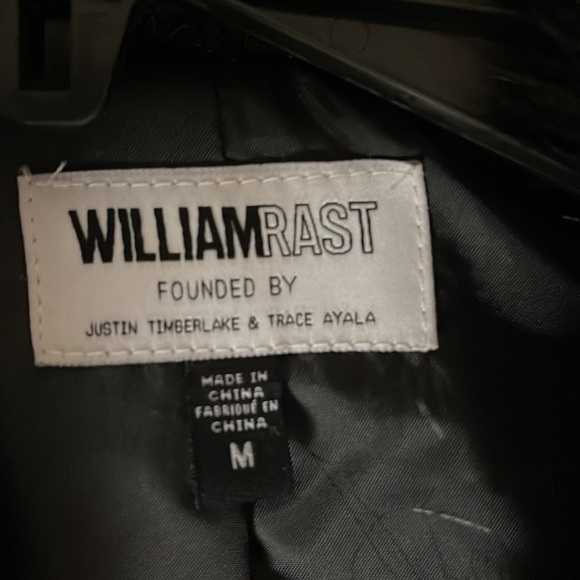 WILLIAMRAST
FOUNDED BY
JUSTIN TIMBERLAKE & TRACE AYALA
MADE IN
CHINA
FABRIQUÉ EN
CHINA
M